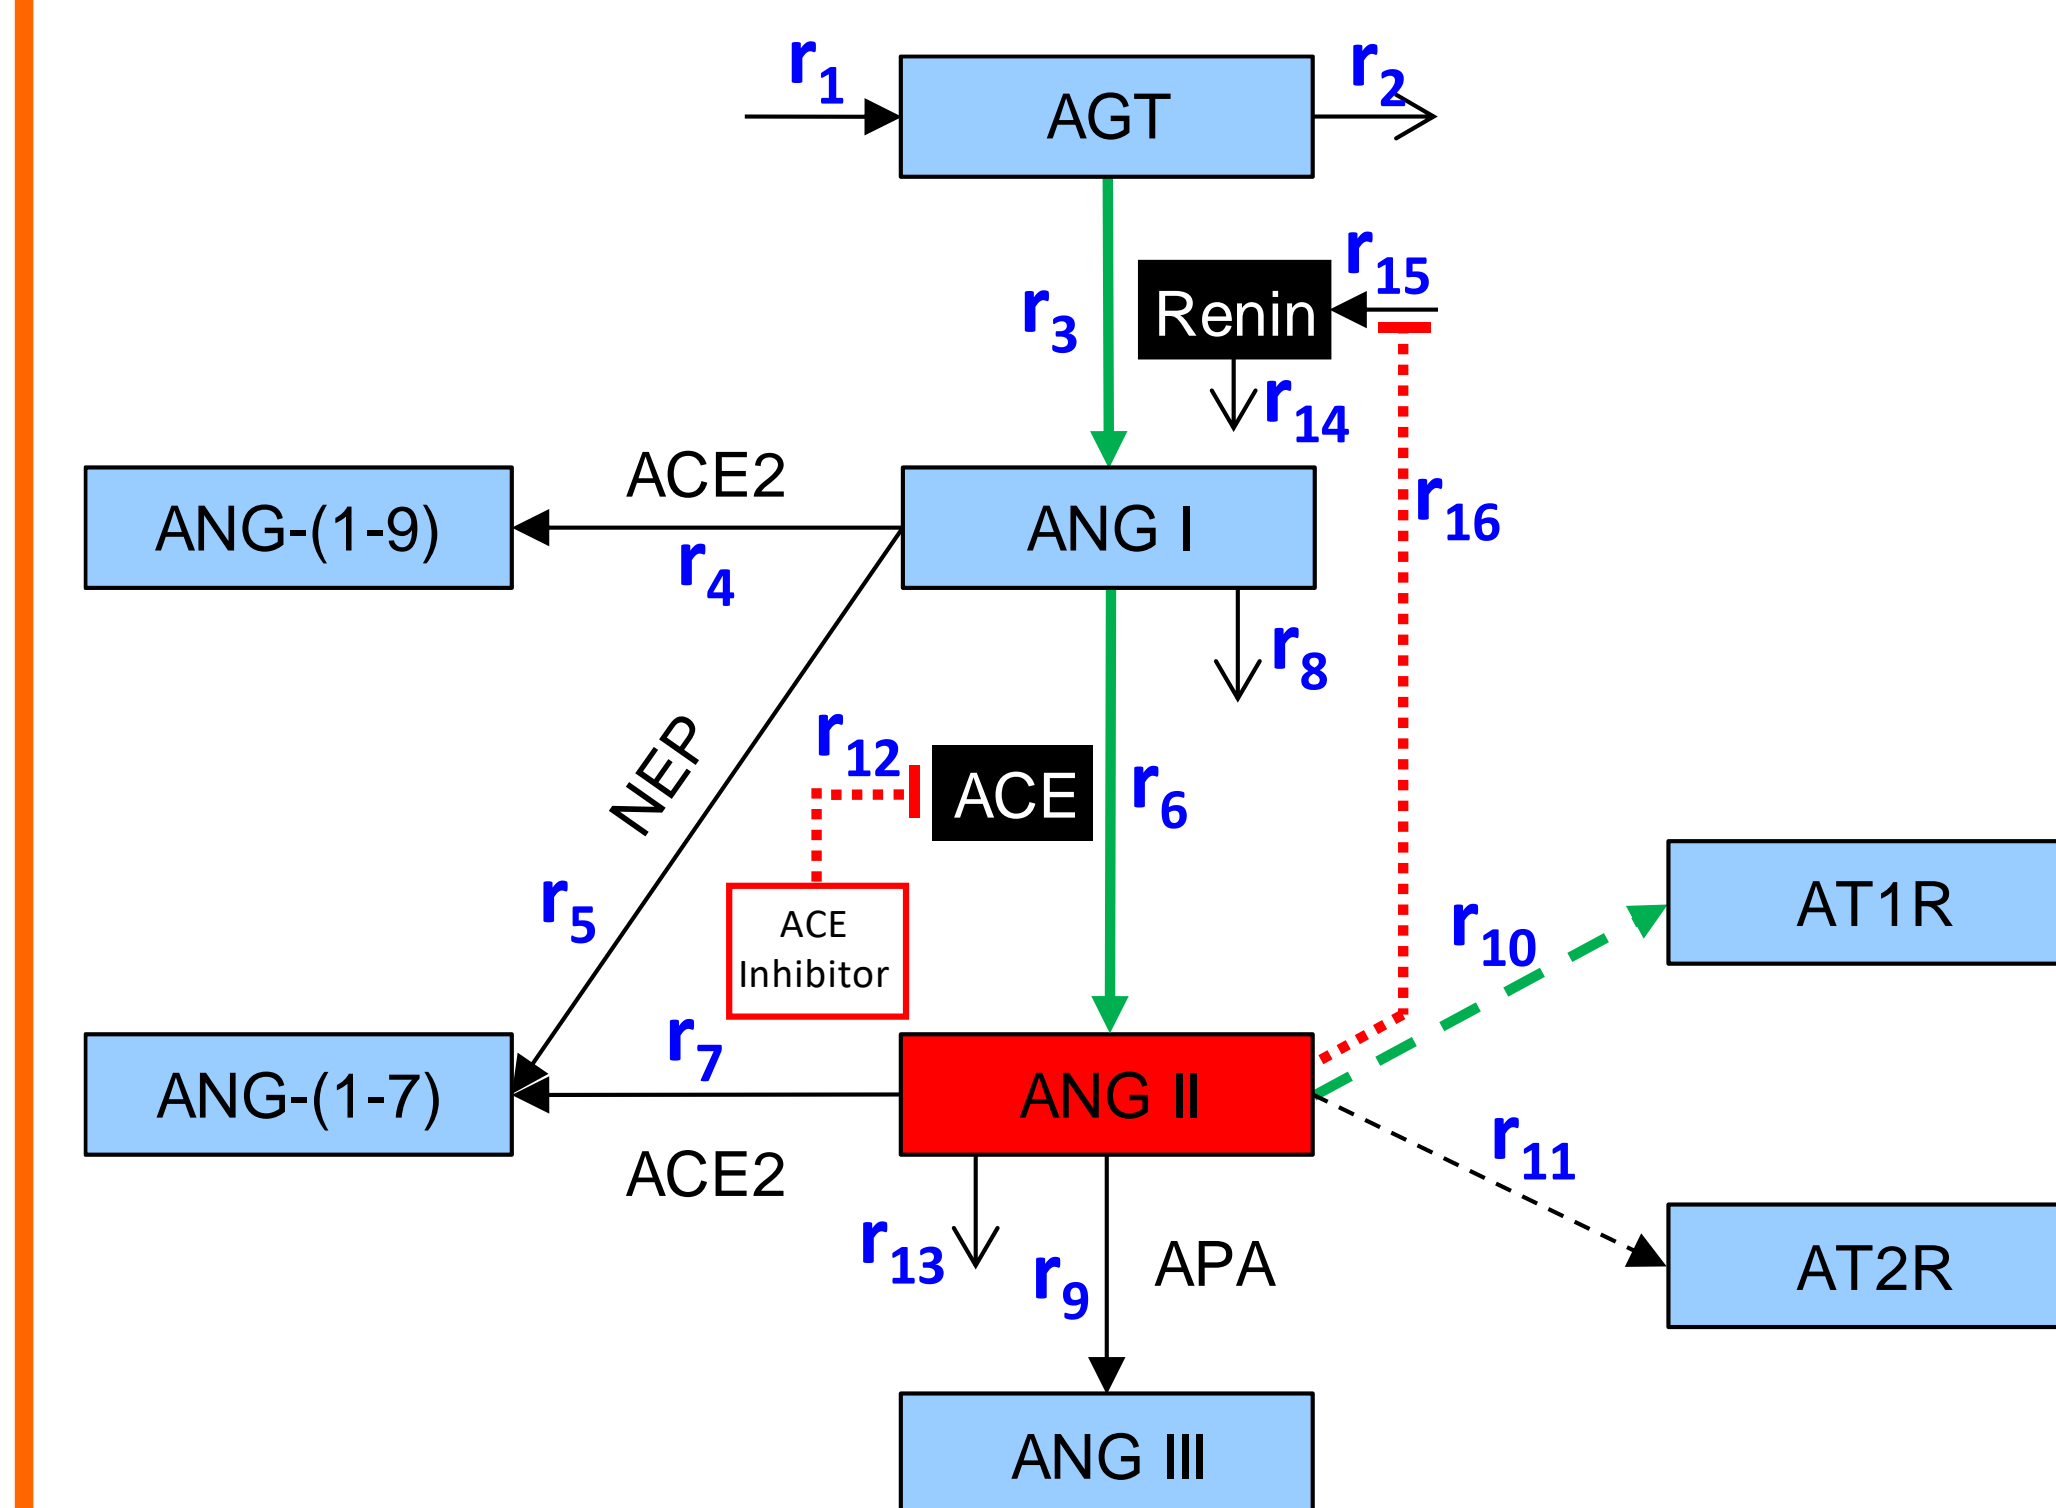 r1
AGT
r2
r3
Renin
r15
r14
ANG-(1-9)
ACE2
r4
ANG I
r16
r8
NEP
r5
r12
ACE
r6
ACE
Inhibitor
r10
AT1R
ANG-(1-7)
r7
ACE2
ANG II
r11
AT2R
r13
r9
APA
ANG III